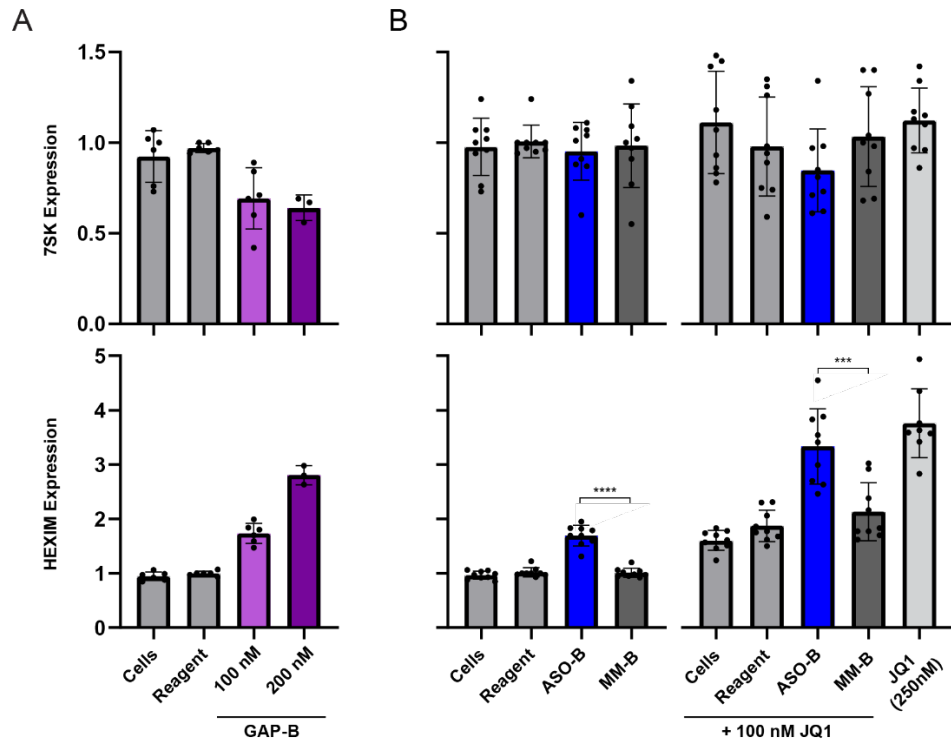 A
B
7SK Expression
1.5
1.0
0.5
0.0
HEXIM Expression
5
4
3
2
1
0
****
***
Cells
Reagent
100 nM
200 nM
GAP-B
Cells
Reagent
ASO-B
MM-B
Cells
Reagent
ASO-B
MM-B
JQ1
(250nM)
+ 100 nM JQ1